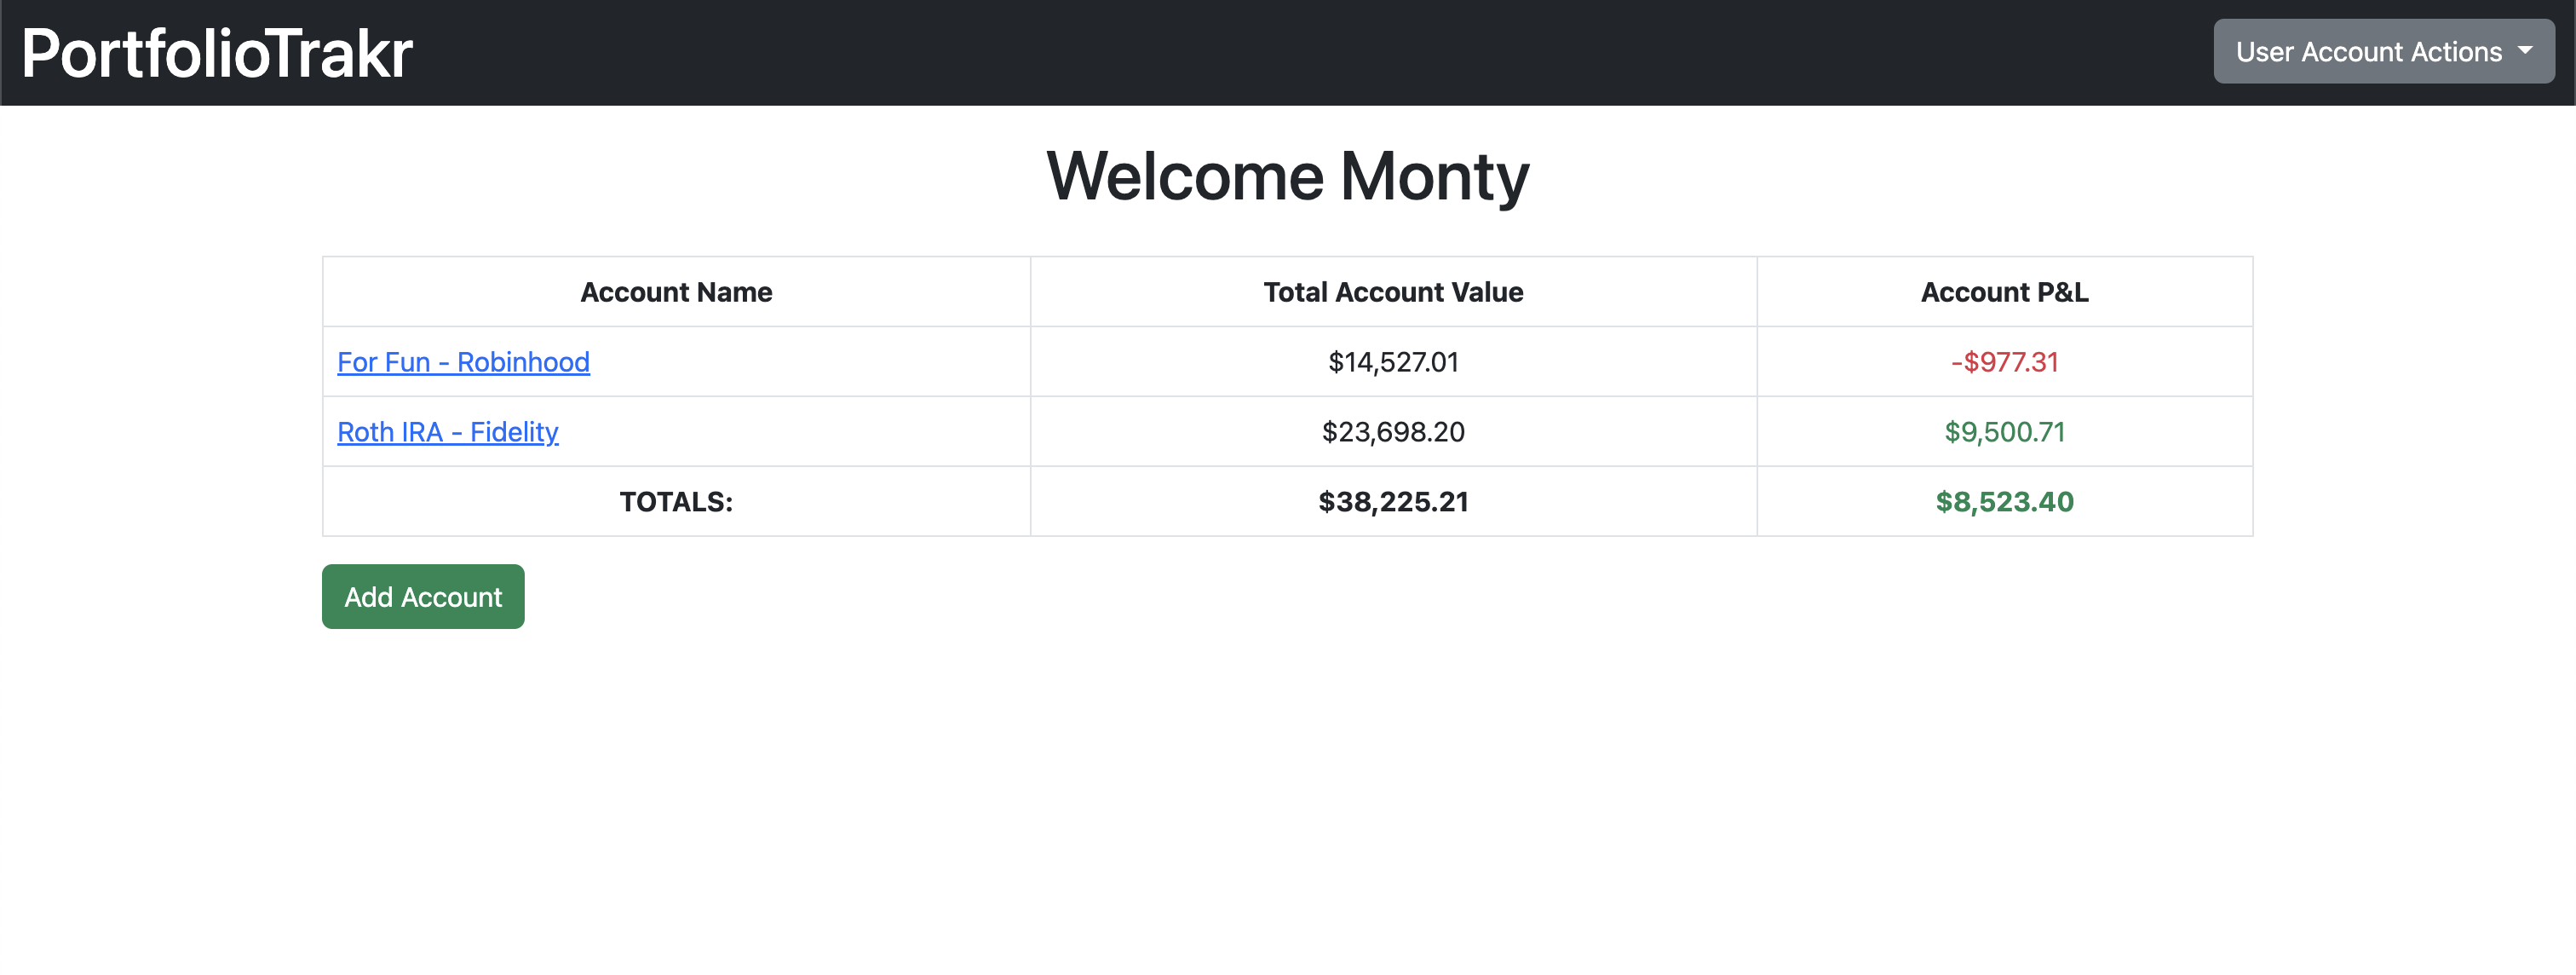 PortfolioTrakr
User Account Actions
Welcome Monty
Account Name Total Account Value Account P&L
For Fun - Robinhood $14,527.01 -$977.31
Roth IRA - Fidelity $23,698.20 $9,500.71
TOTALS: $38,225.21 $8,523.40
Add Account